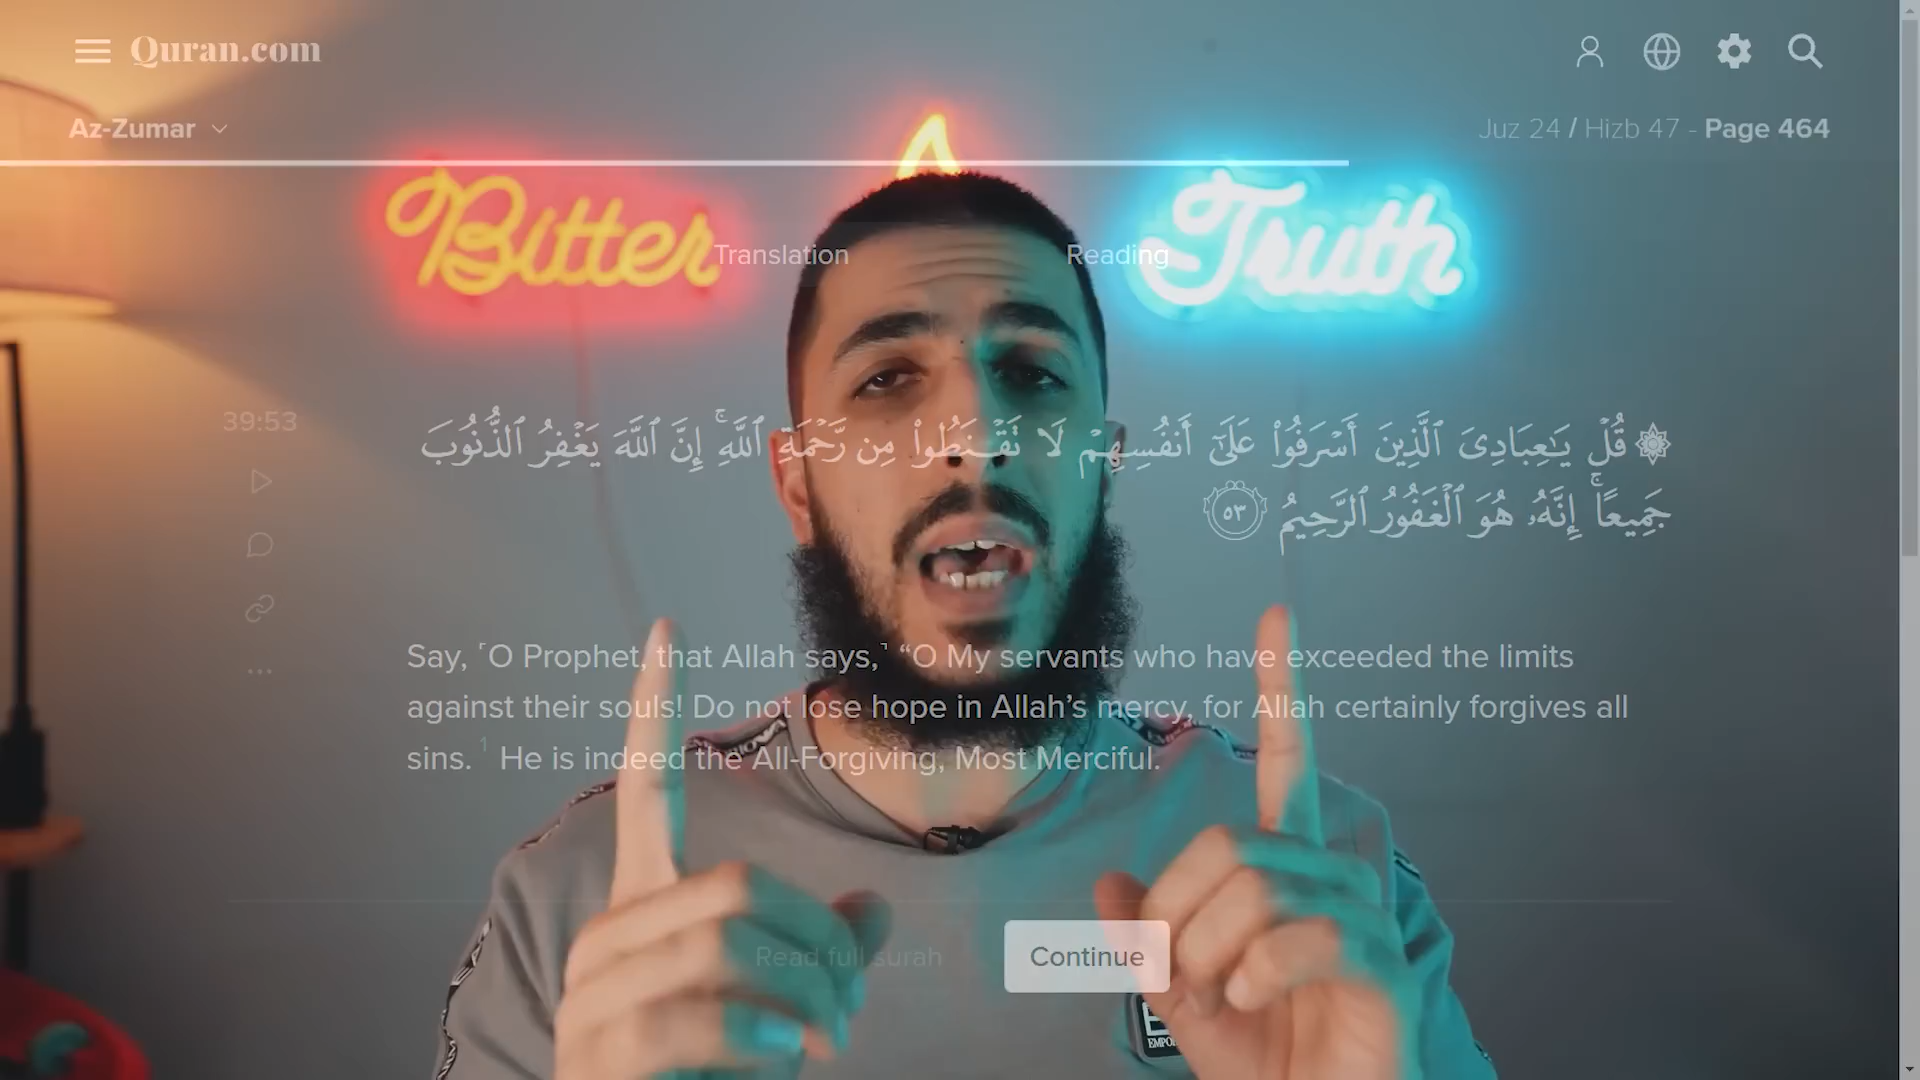 Quran.com
Az-Zumar
Juz 24 / Hizb 47 - Page 464
Bitter
Truth
Translation
Reading
39:53
۞ قُلْ يَـٰعِبَادِىَ ٱلَّذِينَ أَسْرَفُوا۟ عَلَىٰٓ أَنفُسِهِمْ لَا تَقْنَطُوا۟ مِن رَّحْمَةِ ٱللَّهِ ۚ إِنَّ ٱللَّهَ يَغْفِرُ ٱلذُّنُوبَ
جَمِيعًا ۚ إِنَّهُۥ هُوَ ٱلْغَفُورُ ٱلرَّحِيمُ ٥٣
Say, ˹O Prophet, that Allah says,˺ “O My servants who have exceeded the limits
against their souls! Do not lose hope in Allah’s mercy, for Allah certainly forgives all
sins. 1 He is indeed the All-Forgiving, Most Merciful.
Read full surah
Continue